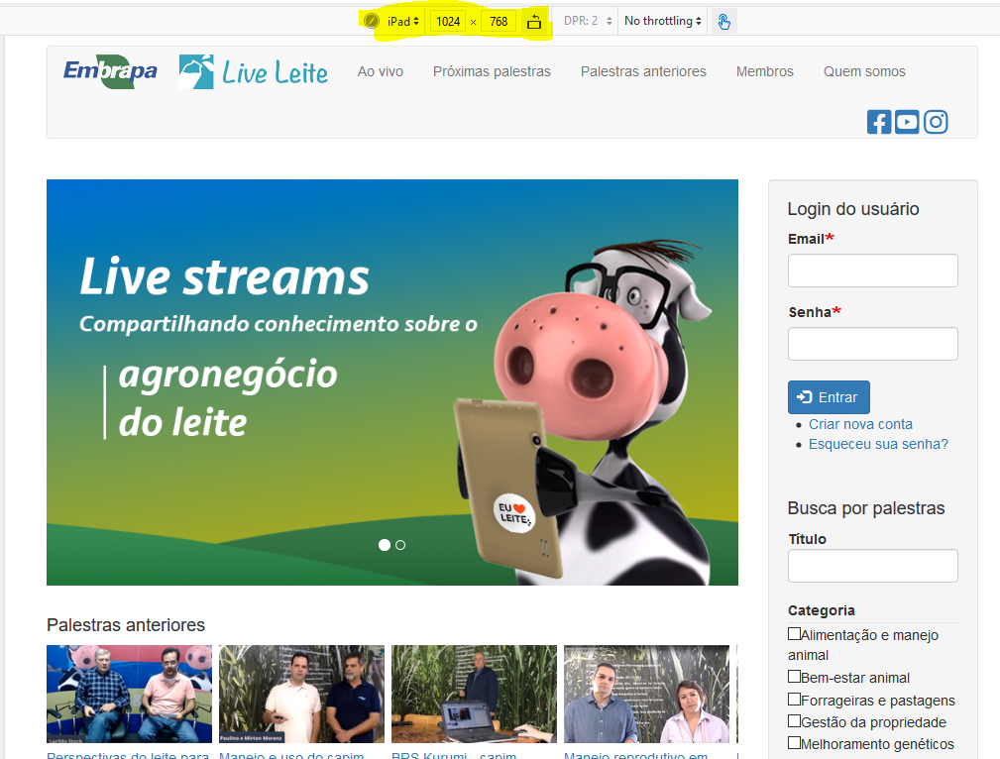 iPad 1024 × 768 DPR: 2 No throttling
Embrapa Live Leite Ao vivo Próximas palestras Palestras anteriores Membros Quem somos
Live streams
Compartilhando conhecimento sobre o
agronegócio
do leite
EU
LEITE
Login do usuário
Email*
Senha*
Entrar
Criar nova conta
Esqueceu sua senha?
Busca por palestras
Título
Categoria
Alimentação e manejo
animal
Bem-estar animal
Forrageiras e pastagens
Gestão da propriedade
Melhoramento genéticos
Palestras anteriores
Lorildo Stock
Paulino e Mirton Morenz
Perspectivas do leite para
Manejo e uso do capim
BRS Kurumi - capim
Manejo reprodutivo em